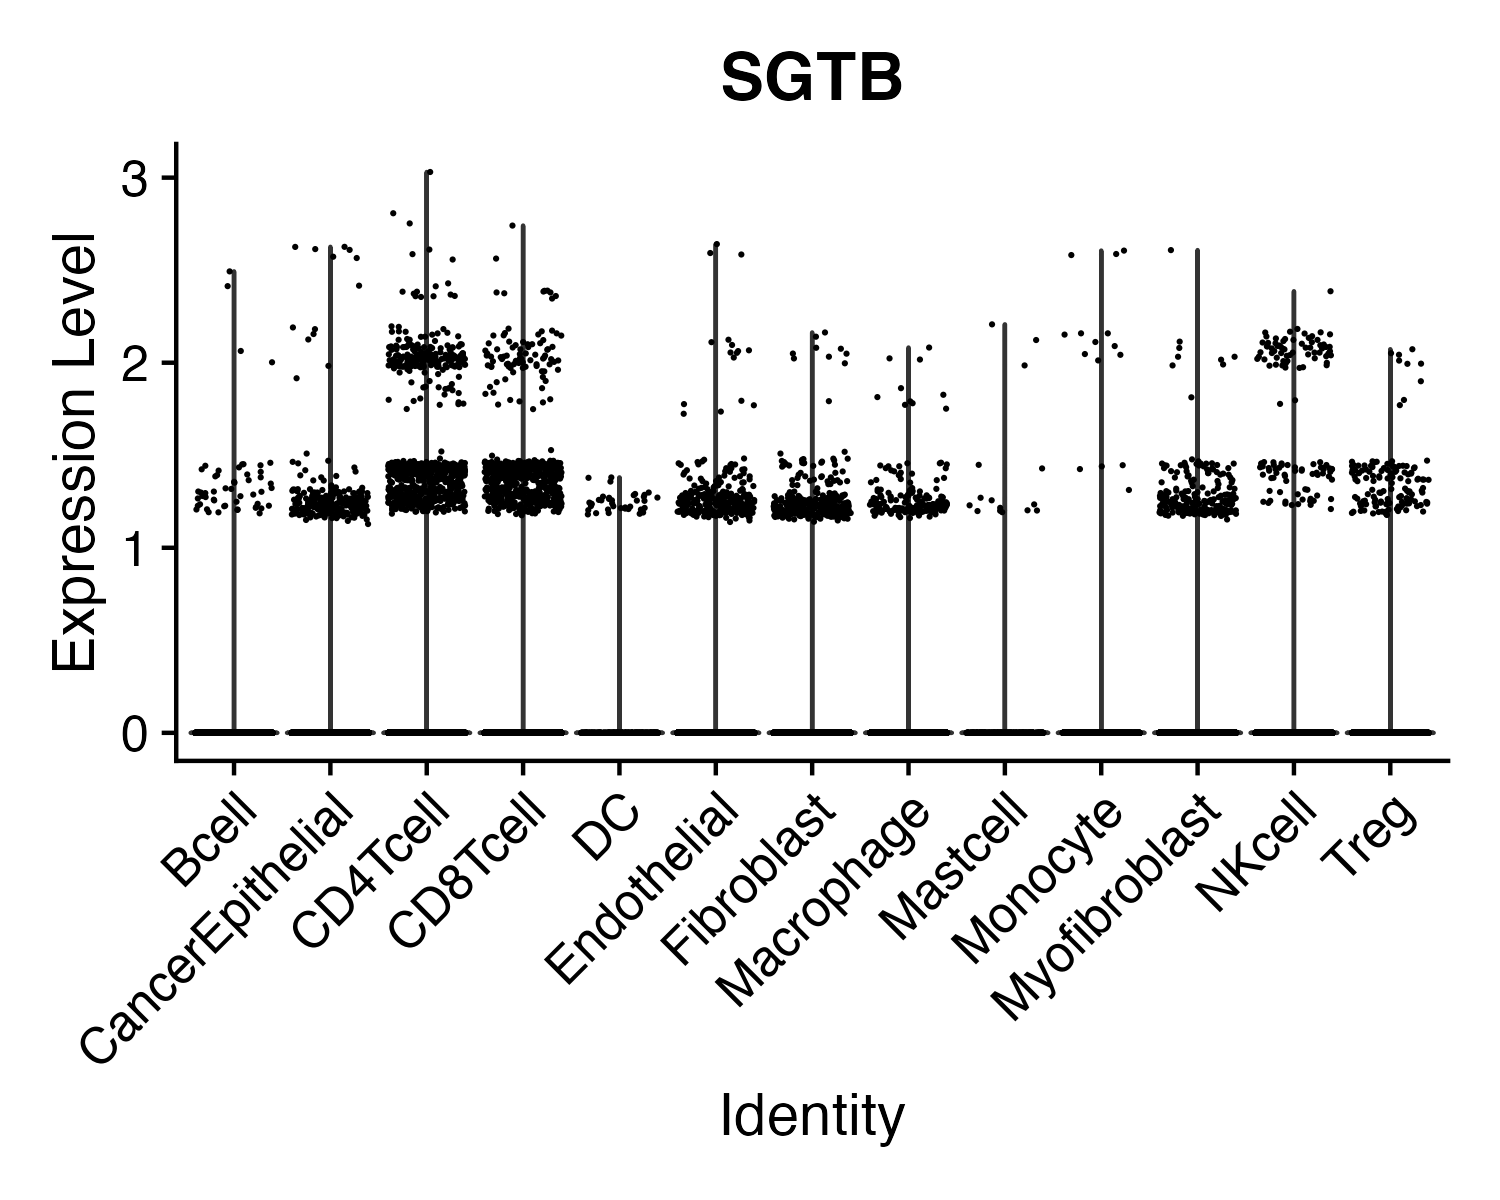 SGTB
Expression Level
3
2
1
0
Bcell
CancerEpithelial
CD4Tcell
CD8Tcell
DC
Endothelial
Fibroblast
Macrophage
Mastcell
Monocyte
Myofibroblast
NKcell
Treg
Identity